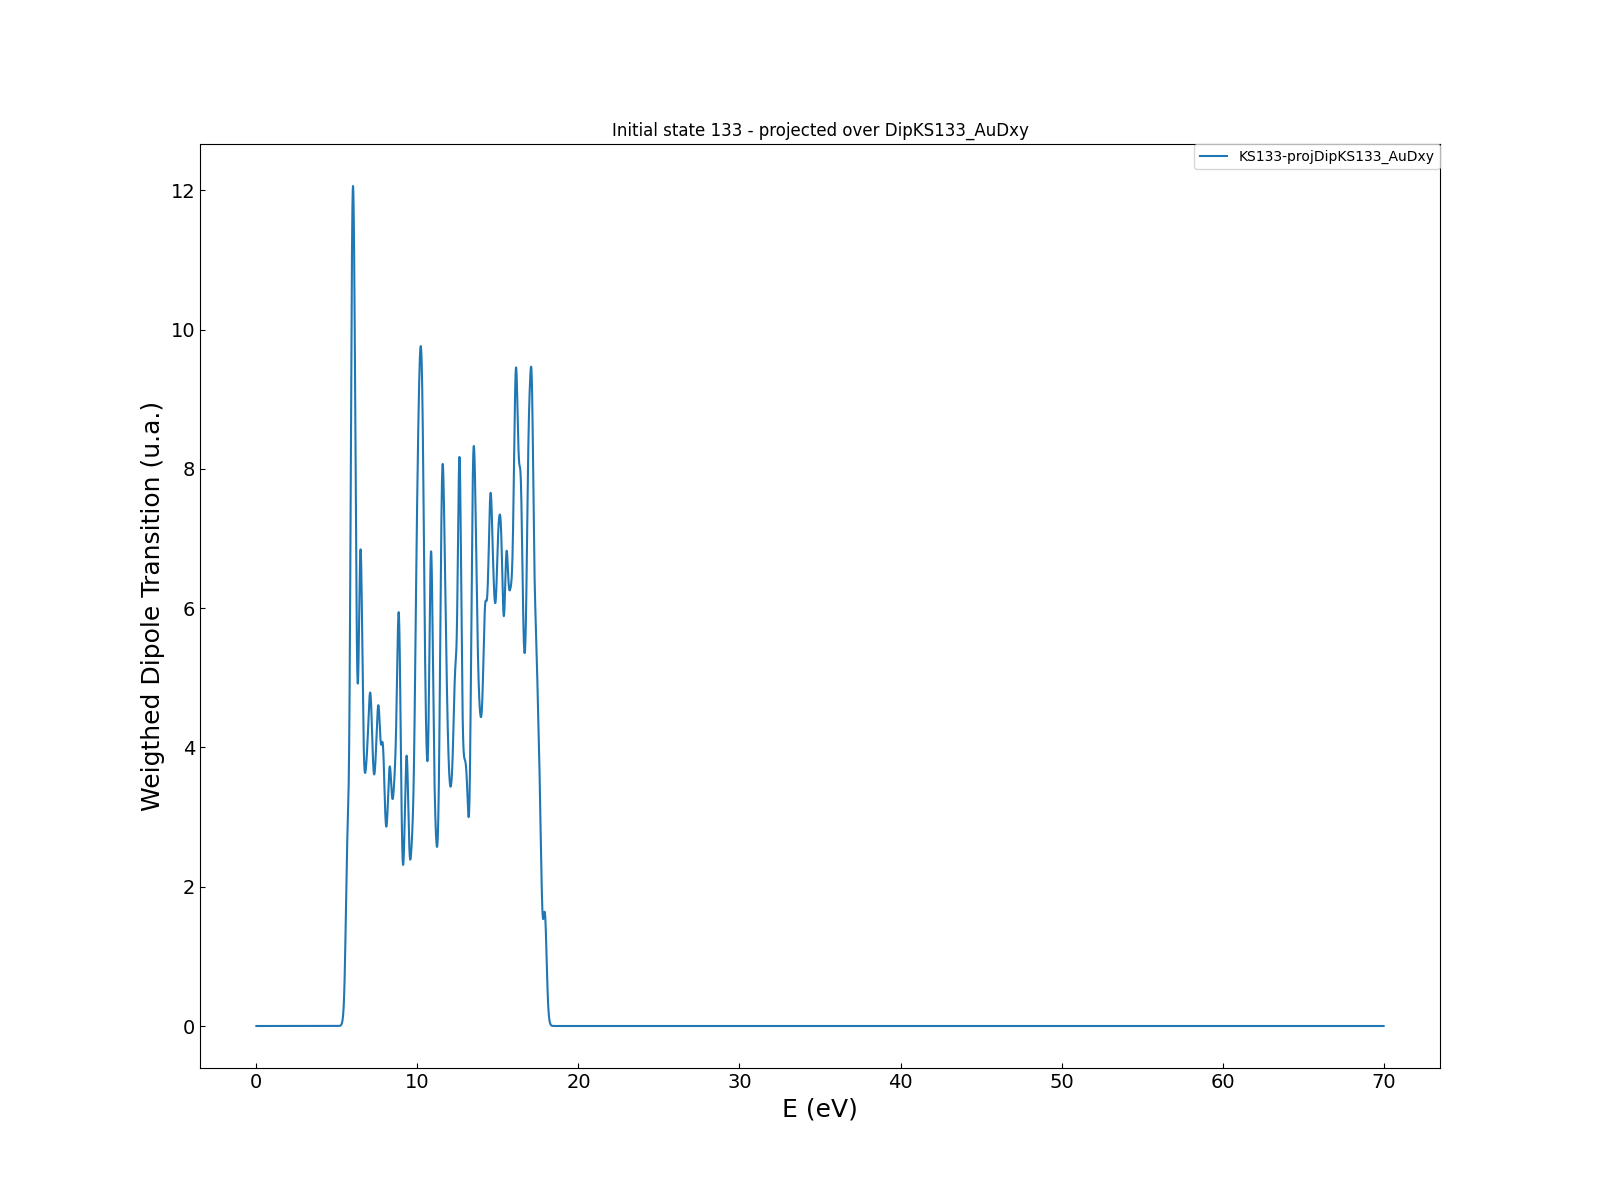 Initial state 133 - projected over DipKS133_AuDxy
KS133-projDipKS133_AuDxy
Weigthed Dipole Transition (u.a.)
12
10
8
6
4
2
0
0 10 20 30 40 50 60 70
E (eV)